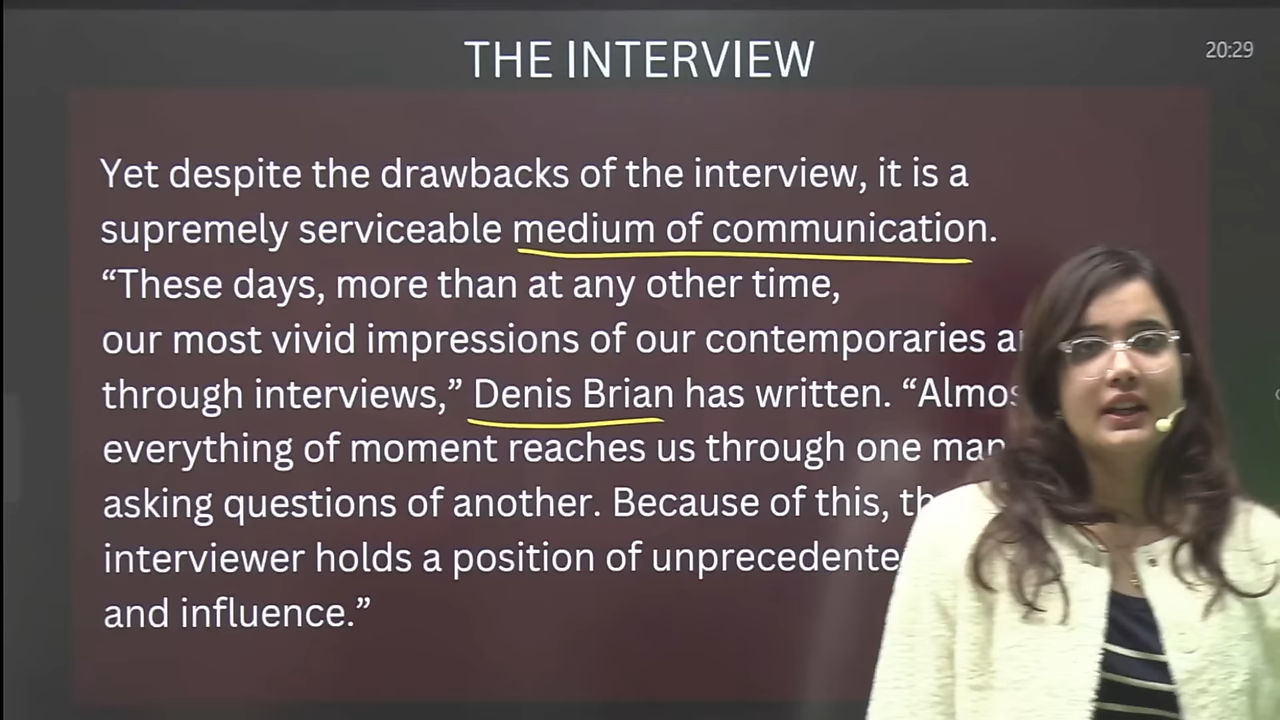 THE INTERVIEW
20:29
Yet despite the drawbacks of the interview, it is a
supremely serviceable medium of communication.
“These days, more than at any other time,
our most vivid impressions of our contemporaries
through interviews,” Denis Brian has written. “Almos
everything of moment reaches us through one man
asking questions of another. Because of this,
interviewer holds a position of
and influence.”